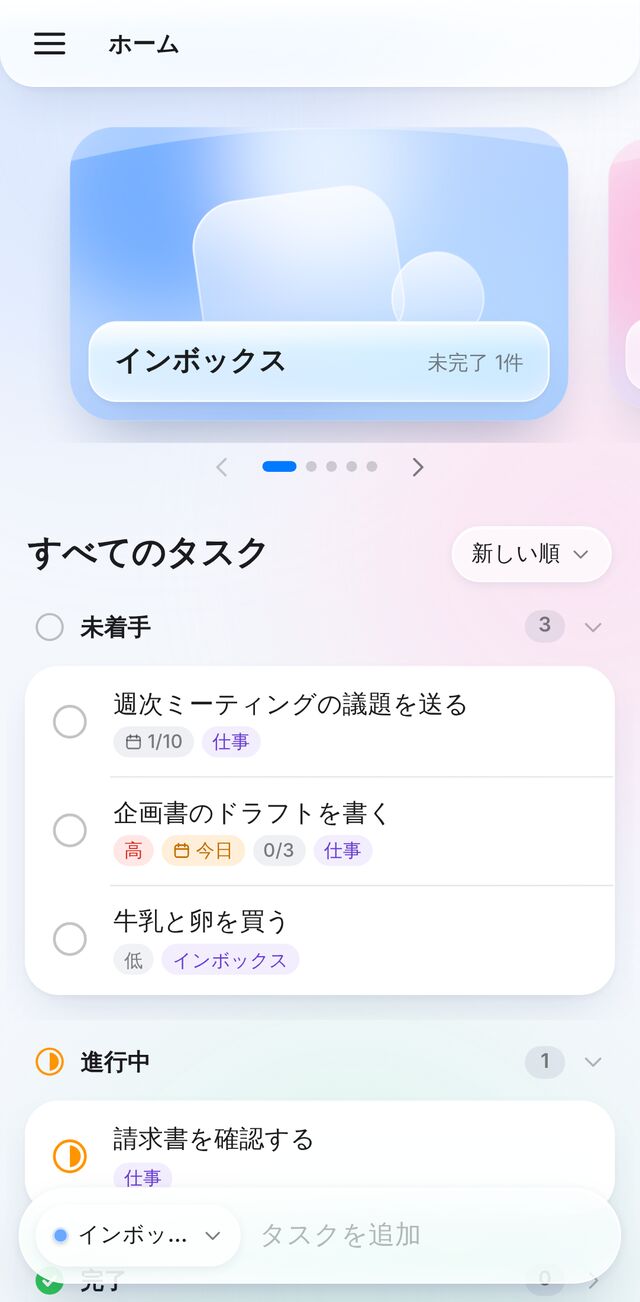 ホーム
インボックス
未完了 1件
すべてのタスク
新しい順
未着手
3
週次ミーティングの議題を送る
1/10 仕事
企画書のドラフトを書く
高 今日 0/3 仕事
牛乳と卵を買う
低 インボックス
進行中
1
請求書を確認する
仕事
インボッ...
タスクを追加
完了
0